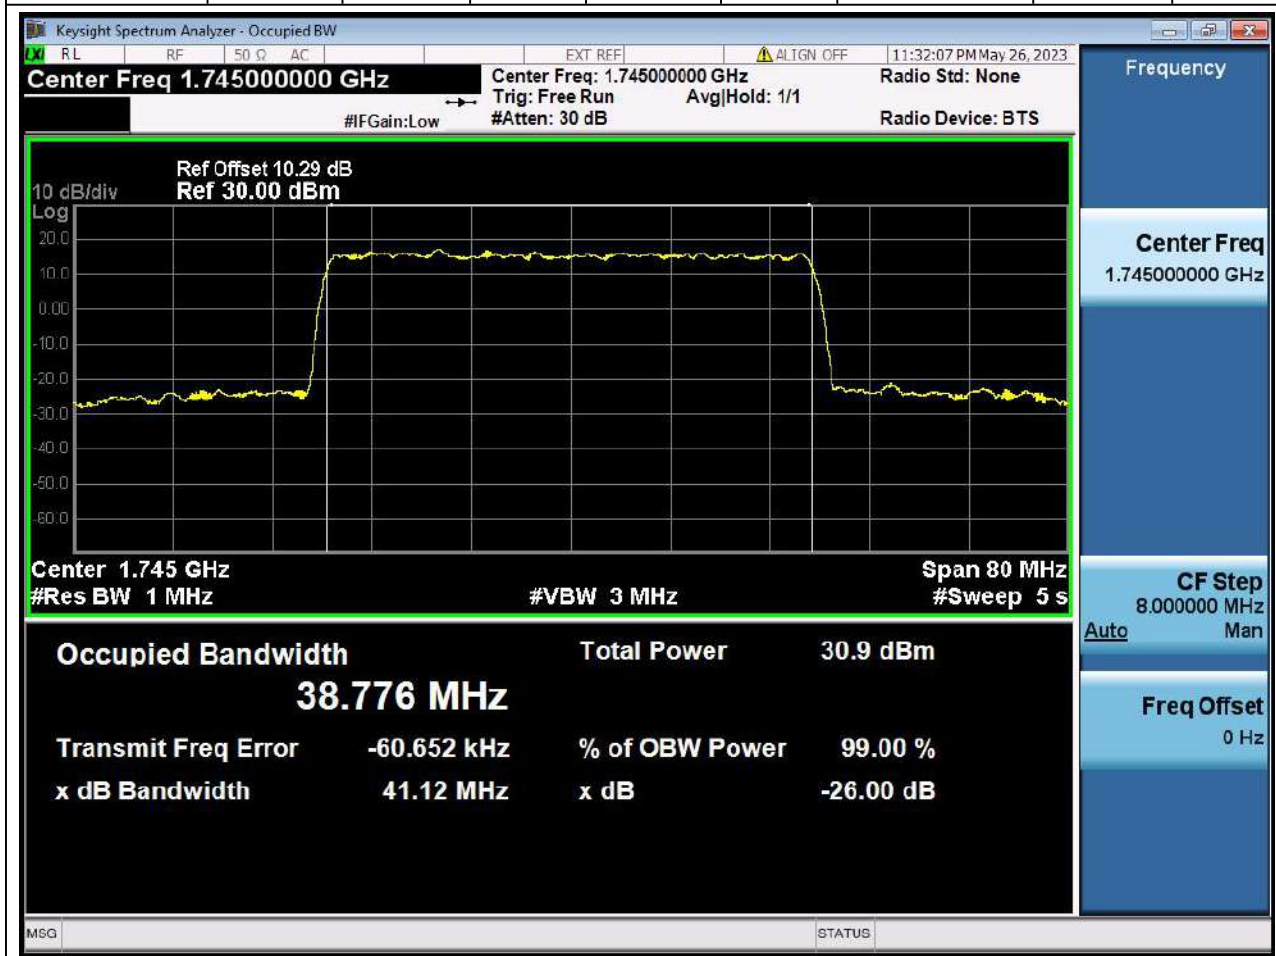 Keysight Spectrum Analyzer - Occupied BW
LXI RL RF 50 Ω AC EXT REF ALIGN OFF 11:32:07 PM May 26, 2023
Center Freq 1.745000000 GHz
Center Freq: 1.745000000 GHz
Radio Std: None
Trig: Free Run Avg|Hold: 1/1
#IFGain:Low
#Atten: 30 dB
Radio Device: BTS
Frequency
Ref Offset 10.29 dB
10 dB/div Ref 30.00 dBm
Log
20.0
10.0
0.00
-10.0
-20.0
-30.0
-40.0
-50.0
-60.0
Center 1.745 GHz Span 80 MHz
#Res BW 1 MHz #VBW 3 MHz #Sweep 5 s
Occupied Bandwidth Total Power 30.9 dBm
38.776 MHz
Transmit Freq Error -60.652 kHz % of OBW Power 99.00 %
x dB Bandwidth 41.12 MHz x dB -26.00 dB
Center Freq
1.745000000 GHz
CF Step
8.000000 MHz
Auto Man
Freq Offset
0 Hz
MSG STATUS